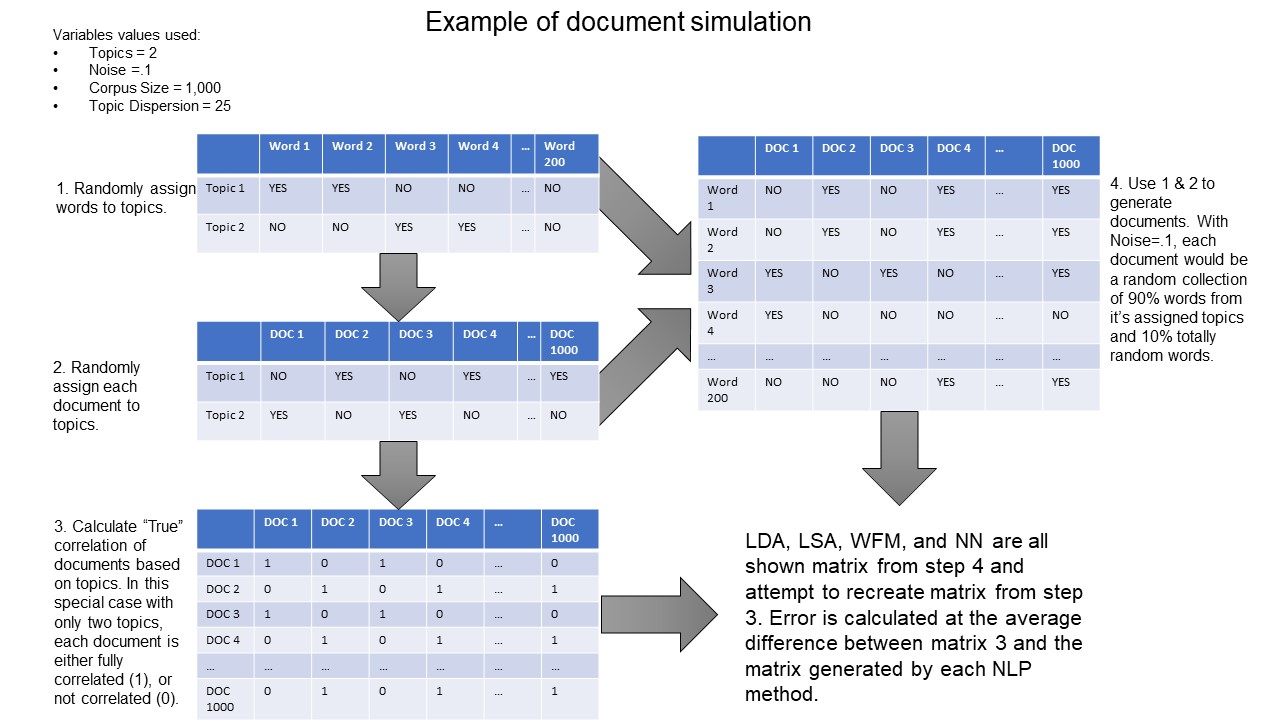 Example of document simulation
Variables values used:
• Topics = 2
• Noise =.1
• Corpus Size = 1,000
• Topic Dispersion = 25
1. Randomly assign
words to topics.
Word 1 Word 2 Word 3 Word 4 ... Word
200
Topic 1 YES YES NO NO ... NO
Topic 2 NO NO YES YES ... NO
2. Randomly
assign each
document to
topics.
DOC 1 DOC 2 DOC 3 DOC 4 ... DOC
1000
Topic 1 NO YES NO YES ... YES
Topic 2 YES NO YES NO ... NO
3. Calculate “True”
correlation of
documents based
on topics. In this
special case with
only two topics,
each document is
either fully
correlated (1), or
not correlated (0).
DOC 1 DOC 2 DOC 3 DOC 4 ... DOC
1000
DOC 1 1 0 1 0 ... 0
DOC 2 0 1 0 1 ... 1
DOC 3 1 0 1 0 ... 0
DOC 4 0 1 0 1 ... 1
... ... ... ... ... ... ...
DOC
1000 0 1 0 1 ... 1
DOC 1 DOC 2 DOC 3 DOC 4 ... DOC
1000
Word
1 NO YES NO YES ... YES
Word
2 NO YES NO YES ... YES
Word
3 YES NO YES NO ... YES
Word
4 YES NO NO NO ... NO
... ... ... ... ... ... ...
Word
200 NO NO NO YES ... YES
4. Use 1 & 2 to
generate
documents. With
Noise=.1, each
document would be
a random collection
of 90% words from
it’s assigned topics
and 10% totally
random words.
LDA, LSA, WFM, and NN are all
shown matrix from step 4 and
attempt to recreate matrix from step
3. Error is calculated at the average
difference between matrix 3 and the
matrix generated by each NLP
method.